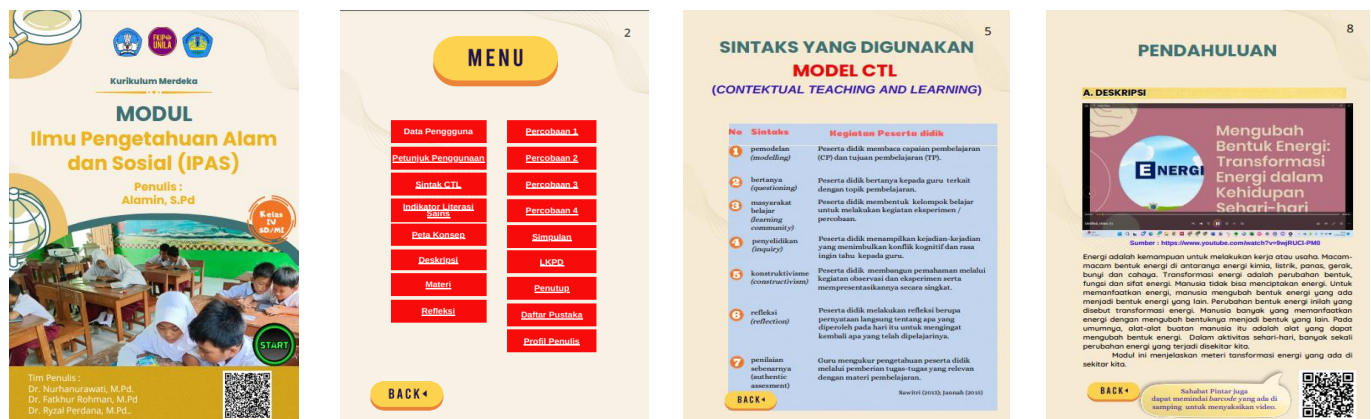 FKIP
UNILA
Kurikulum Merdeka
MODUL
Ilmu Pengetahuan Alam
dan Sosial (IPAS)
Penulis :
Alamin, S.Pd
Kelas
IV
SD/MI
START
Tim Penulis :
Dr. Nurhanurawati, M.Pd.
Dr. Fatkhur Rohman, M.Pd
Dr. Ryzal Perdana, M.Pd..
2
MENU
Data Penggguna
Petunjuk Penggunaan
Sintak CTL
Indikator Literasi
Sains
Peta Konsep
Deskripsi
Materi
Refleksi
Percobaan 1
Percobaan 2
Percobaan 3
Percobaan 4
Simpulan
LKPD
Penutup
Daftar Pustaka
Profil Penulis
BACK
5
SINTAKS YANG DIGUNAKAN
MODEL CTL
(CONTEKTUAL TEACHING AND LEARNING)
No Sintaks Kegiatan Peserta didik
1 pemodelan Peserta didik membaca capaian pembelajaran
(modelling) (CP) dan tujuan pembelajaran (TP).
2 bertanya Peserta didik bertanya kepada guru terkait
(questioning) dengan topik pembelajaran.
3 masyarakat Peserta didik membentuk kelompok belajar
belajar untuk melakukan kegiatan eksperimen /
(learning percobaan.
community)
4 penyelidikan Peserta didik menampilkan kejadian-kejadian
(inquiry) yang menimbulkan konflik kognitif dan rasa
ingin tahu kepada guru.
5 konstruktivisme Peserta didik membangun pemahaman melalui
(constructivism) kegiatan observasi dan eksperimen serta
mempresentasikannya secara singkat.
6 refleksi Peserta didik melakukan refleksi berupa
(reflection) pernyataan langsung tentang apa yang
diperoleh pada hari itu untuk mengingat
kembali apa yang telah dipelajarinya.
7 penilaian Guru mengukur pengetahuan peserta didik
sebenarnya melalui pemberian tugas-tugas yang relevan
(authentic dengan materi pembelajaran.
assesment)
Sawitri (2023); Jannah (2025)
BACK
8
PENDAHULUAN
A. DESKRIPSI
ENERGI
Mengubah
Bentuk Energi:
Transformasi
Energi dalam
Kehidupan
Sehari-hari
Sumber : https://www.youtube.com/watch?v=9wjRUCI-PM0
Energi adalah kemampuan untuk melakukan kerja atau usaha. Macam-
macam bentuk energi di antaranya energi kimia, listrik, panas, gerak,
bunyi dan cahaya. Transformasi energi adalah perubahan bentuk,
fungsi dan sifat energi. Manusia tidak bisa menciptakan energi. Untuk
memanfaatkan energi, manusia mengubah bentuk energi yang ada
menjadi bentuk energi yang lain. Perubahan bentuk energi inilah yang
disebut transformasi energi. Manusia banyak yang memanfaatkan
energi dengan mengubah bentuknya menjadi bentuk yang lain. Pada
umumnya, alat-alat buatan manusia itu adalah alat yang dapat
mengubah bentuk energi. Dalam aktivitas sehari-hari, banyak sekali
perubahan energi yang terjadi disekitar kita.
Modul ini menjelaskan meteri tansformasi energi yang ada di
sekitar kita.
BACK
Sahabat Pintar juga
dapat memindai barcode yang ada di
samping untuk menyaksikan video.